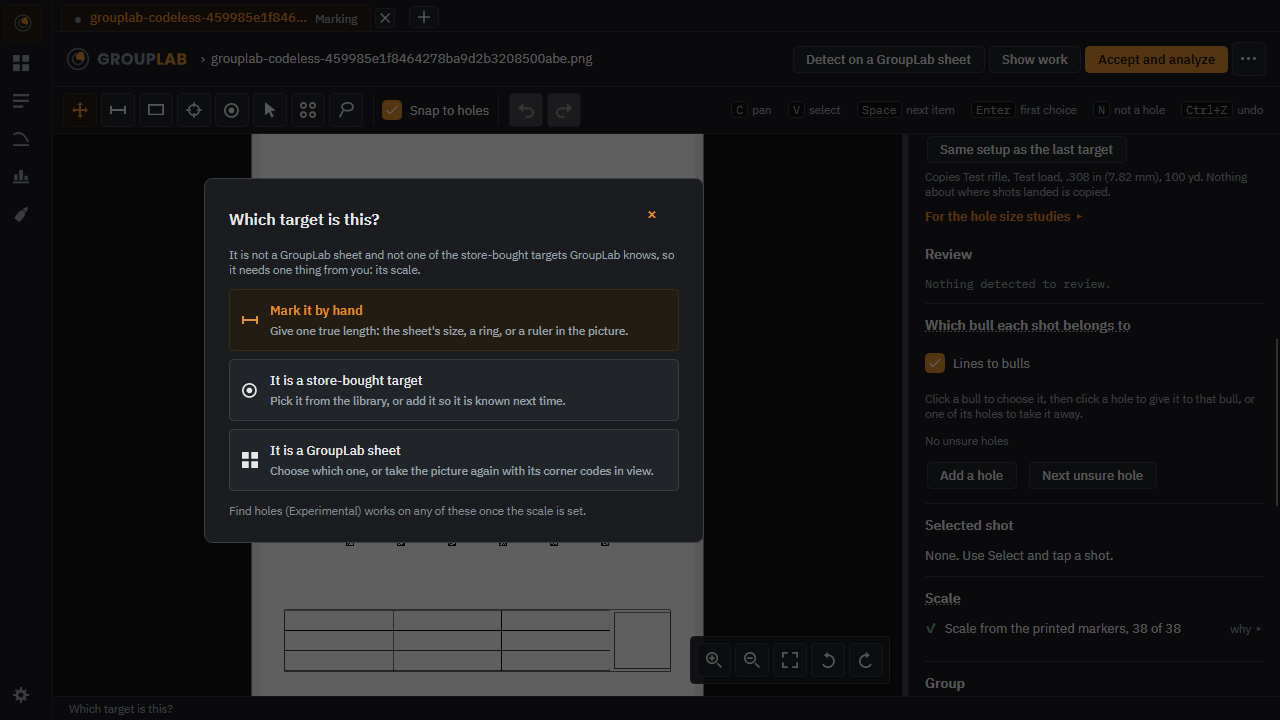 grouplab-codeless-459985e1f846...
Marking
GROUPLAB
› grouplab-codeless-459985e1f8464278ba9d2b3208500abe.png
Detect on a GroupLab sheet
Show work
Accept and analyze
Snap to holes
C pan
V select
Space next item
Enter first choice
N not a hole
Ctrl+Z undo
Which target is this?
It is not a GroupLab sheet and not one of the store-bought targets GroupLab knows, so
it needs one thing from you: its scale.
Mark it by hand
Give one true length: the sheet's size, a ring, or a ruler in the picture.
It is a store-bought target
Pick it from the library, or add it so it is known next time.
It is a GroupLab sheet
Choose which one, or take the picture again with its corner codes in view.
Find holes (Experimental) works on any of these once the scale is set.
Same setup as the last target
Copies Test rifle, Test load, .308 in (7.82 mm), 100 yd. Nothing
about where shots landed is copied.
For the hole size studies
Review
Nothing detected to review.
Which bull each shot belongs to
Lines to bulls
Click a bull to choose it, then click a hole to give it to that bull, or
one of its holes to take it away.
No unsure holes
Add a hole
Next unsure hole
Selected shot
None. Use Select and tap a shot.
Scale
Scale from the printed markers, 38 of 38
why
Group
Which target is this?